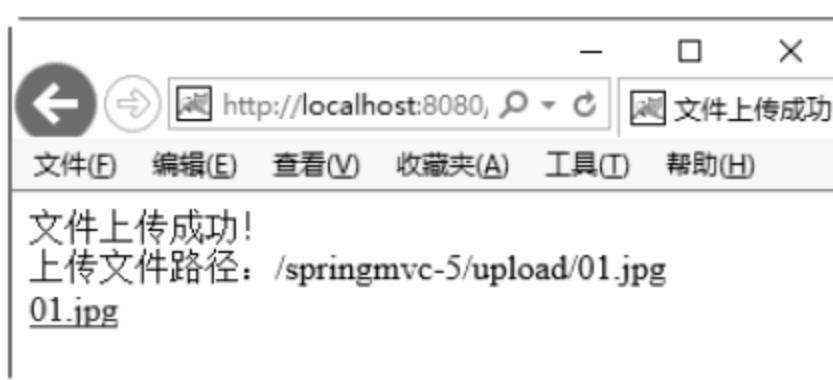 http://localhost:8080/ 文件上传成功
文件(F) 编辑(E) 查看(V) 收藏夹(A) 工具(T) 帮助(H)
文件上传成功!
上传文件路径：/springmvc-5/upload/01.jpg
01.jpg